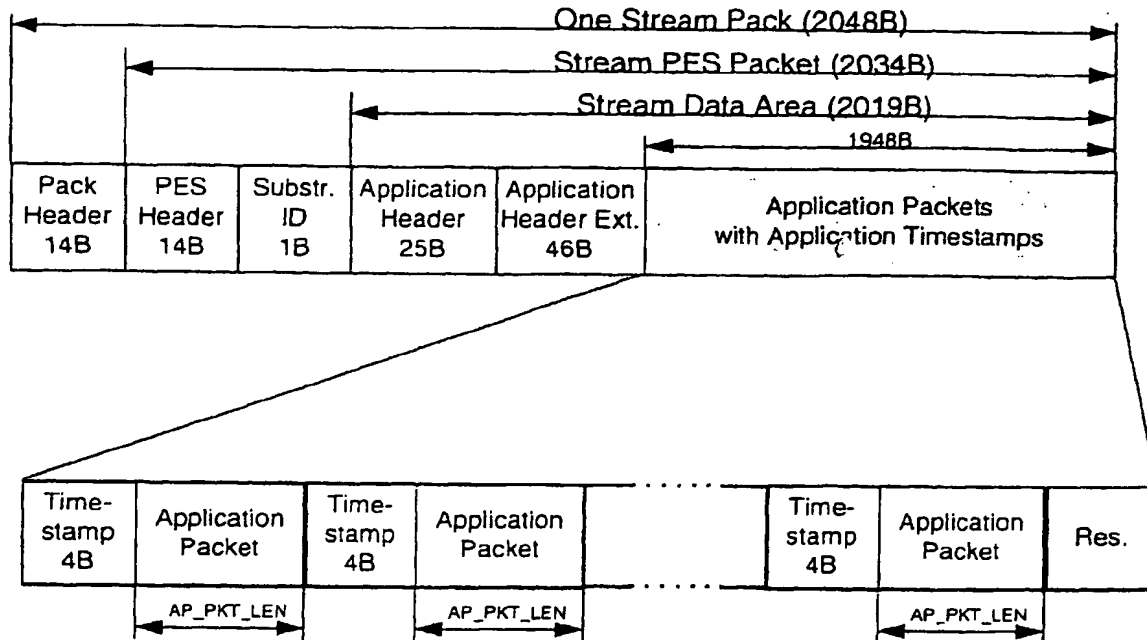 One Stream Pack (2048B)
Stream PES Packet (2034B)
Stream Data Area (2019B)
1948B
Pack
Header
14B
PES
Header
14B
Substr.
ID
1B
Application
Header
25B
Application
Header Ext.
46B
Application Packets
with Application Timestamps
Time-
stamp
4B
Application
Packet
Time-
stamp
4B
Application
Packet
Time-
stamp
4B
Application
Packet
Res.
AP_PKT_LEN
AP_PKT_LEN
AP_PKT_LEN